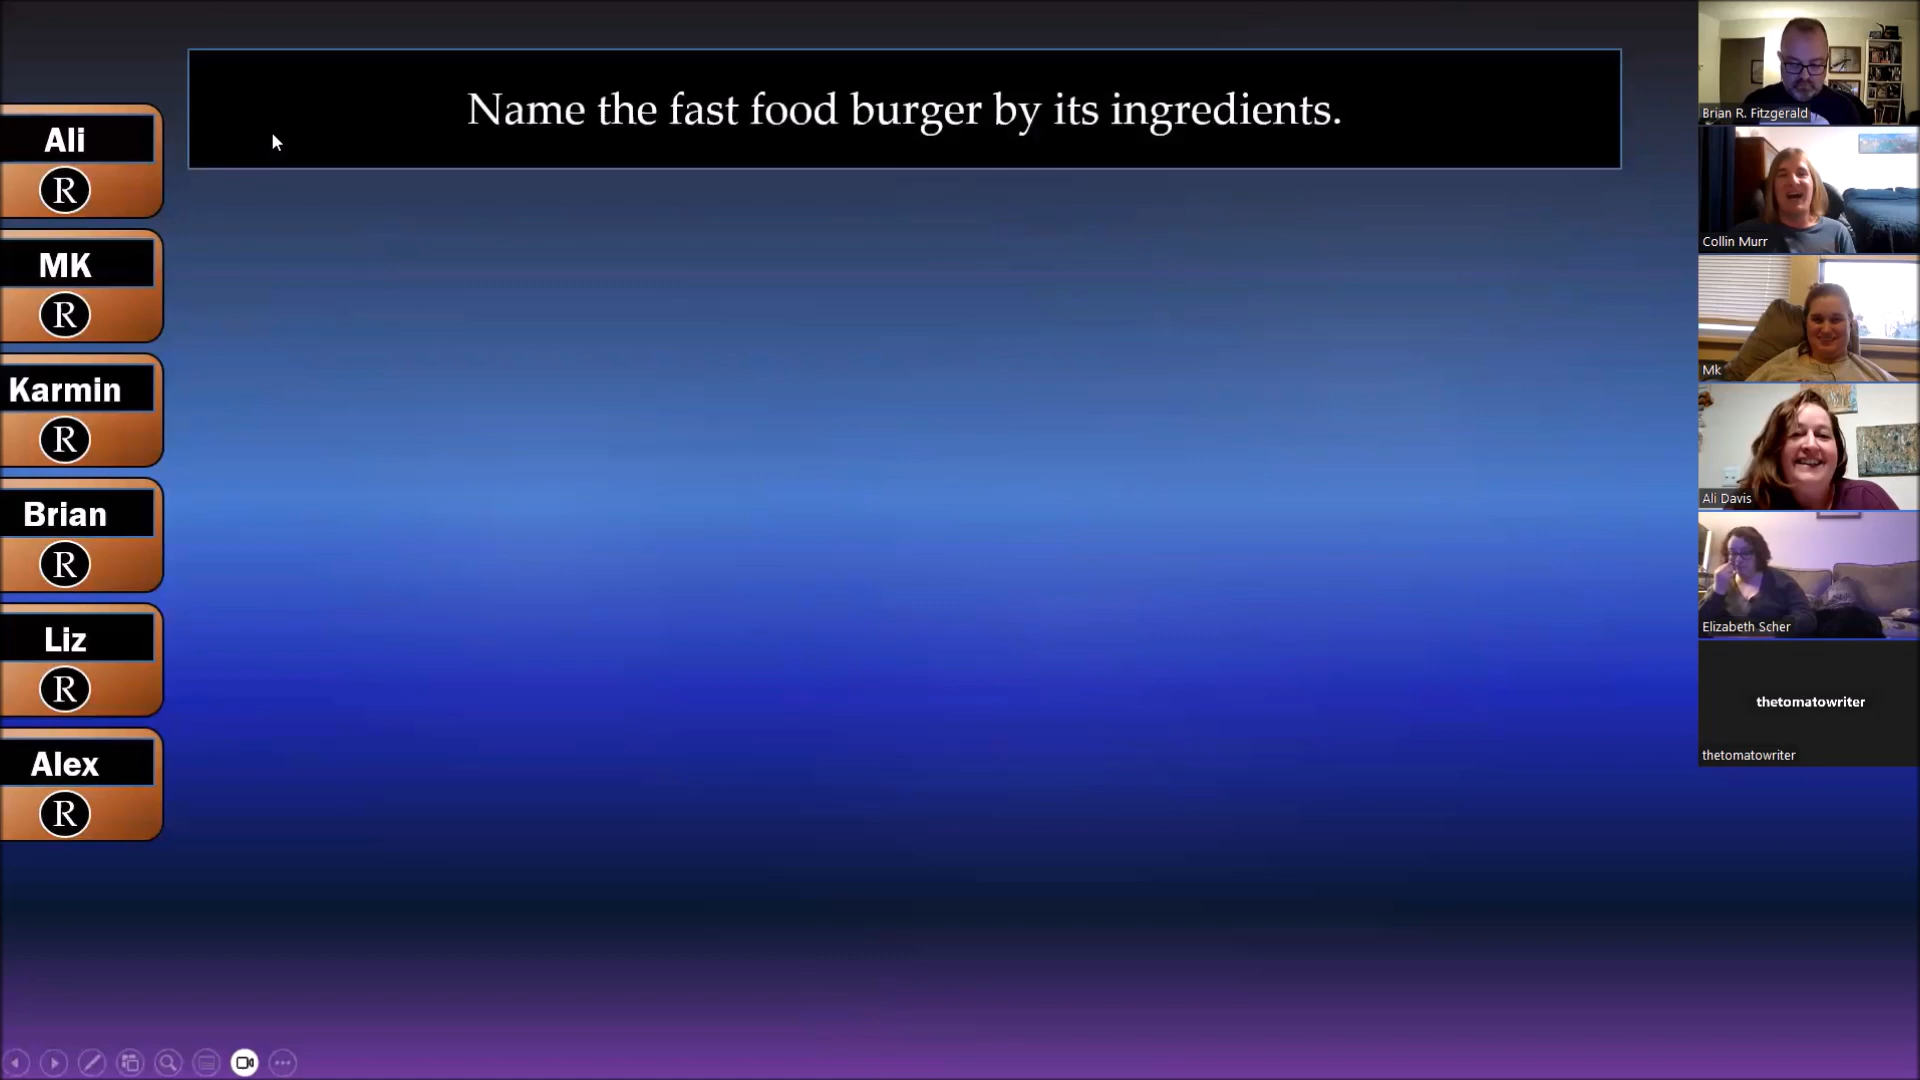 Name the fast food burger by its ingredients.
Ali
R
MK
R
Karmin
R
Brian
R
Liz
R
Alex
R
Brian R. Fitzgerald
Collin Murr
Mk
Ali Davis
Elizabeth Scher
thetomatowriter
thetomatowriter